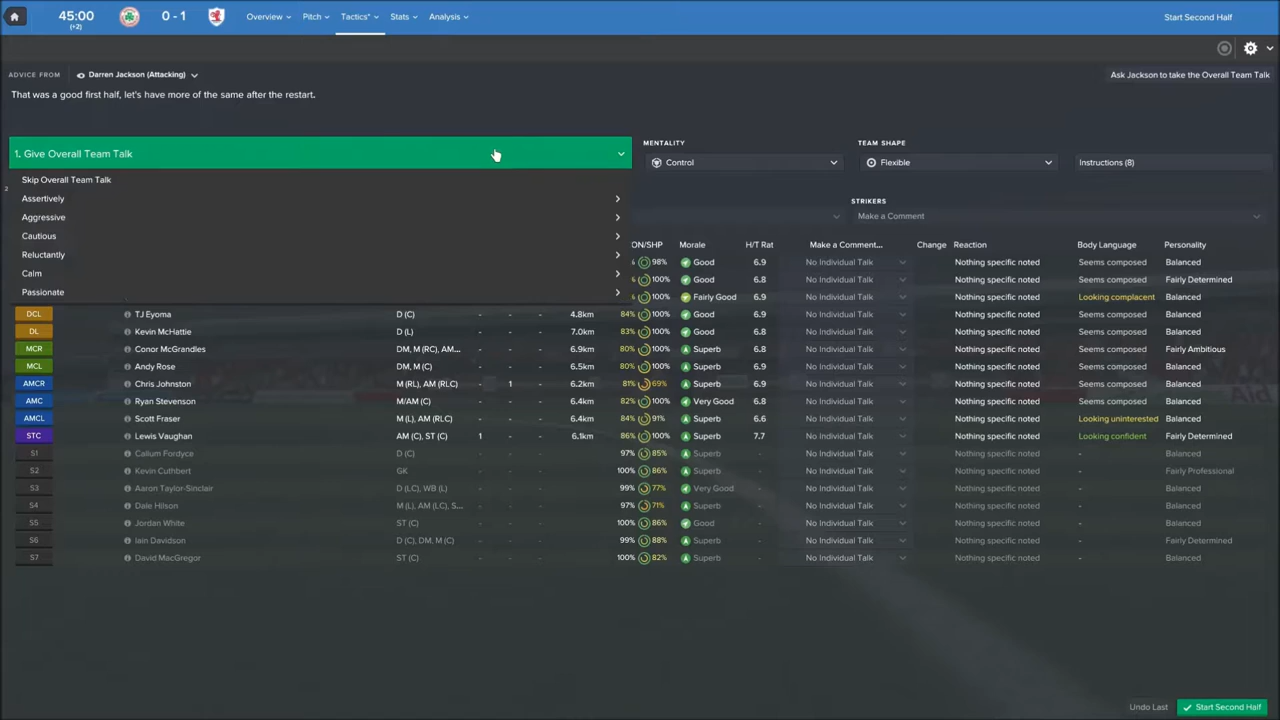 45:00 0 - 1 Overview Pitch Tactics* Stats Analysis Start Second Half
(+2)
ADVICE FROM Darren Jackson (Attacking) Ask Jackson to take the Overall Team Talk
That was a good first half, let's have more of the same after the restart.
MENTALITY TEAM SHAPE
1. Give Overall Team Talk Control Flexible Instructions (8)
Skip Overall Team Talk
2
Assertively STRIKERS
Aggressive Make a Comment
Cautious
ON/SHP Morale H/T Rat Make a Comment... Change Reaction Body Language Personality
Reluctantly
98% Good 6.9 No Individual Talk Nothing specific noted Seems composed Balanced
Calm 100% Good 6.8 No Individual Talk Nothing specific noted Seems composed Fairly Determined
Passionate 100% Fairly Good 6.9 No Individual Talk Nothing specific noted Looking complacent Balanced
DCL TJ Eyoma D (C) - - - 4.8km 84% 100% Good 6.9 No Individual Talk Nothing specific noted Seems composed Balanced
DL Kevin McHattie D (L) - - - 7.0km 83% 100% Good 6.8 No Individual Talk Nothing specific noted Seems composed Balanced
MCR Conor McGrandles DM, M (RC), AM... - - - 6.9km 80% 100% Superb 6.8 No Individual Talk Nothing specific noted Seems composed Fairly Ambitious
MCL Andy Rose DM, M (C) - - - 6.5km 80% 100% Superb 6.8 No Individual Talk Nothing specific noted Seems composed Balanced
AMCR Chris Johnston M (RL), AM (RLC) - 1 - 6.2km 81% 69% Superb 6.9 No Individual Talk Nothing specific noted Seems composed Balanced
AMC Ryan Stevenson M/AM (C) - - - 6.4km 82% 100% Very Good 6.8 No Individual Talk Nothing specific noted Seems composed Balanced
AMCL Scott Fraser M (L), AM (RLC) - - - 6.4km 84% 91% Superb 6.6 No Individual Talk Nothing specific noted Looking uninterested Balanced
STC Lewis Vaughan AM (C), ST (C) 1 - - 6.1km 86% 100% Superb 7.7 No Individual Talk Nothing specific noted Looking confident Fairly Determined
S1 Callum Fordyce D (C) 97% 85% Superb - No Individual Talk Nothing specific noted - Balanced
S2 Kevin Cuthbert GK 100% 86% Superb - No Individual Talk Nothing specific noted - Fairly Professional
S3 Aaron Taylor-Sinclair D (LC), WB (L) 99% 77% Very Good - No Individual Talk Nothing specific noted - Balanced
S4 Dale Hilson M (L), AM (LC), S... 97% 71% Superb - No Individual Talk Nothing specific noted - Balanced
S5 Jordan White ST (C) 100% 86% Good - No Individual Talk Nothing specific noted - Balanced
S6 Iain Davidson D (C), DM, M (C) 99% 88% Superb - No Individual Talk Nothing specific noted - Fairly Determined
S7 David MacGregor ST (C) 100% 82% Superb - No Individual Talk Nothing specific noted - Balanced
Undo Last Start Second Half